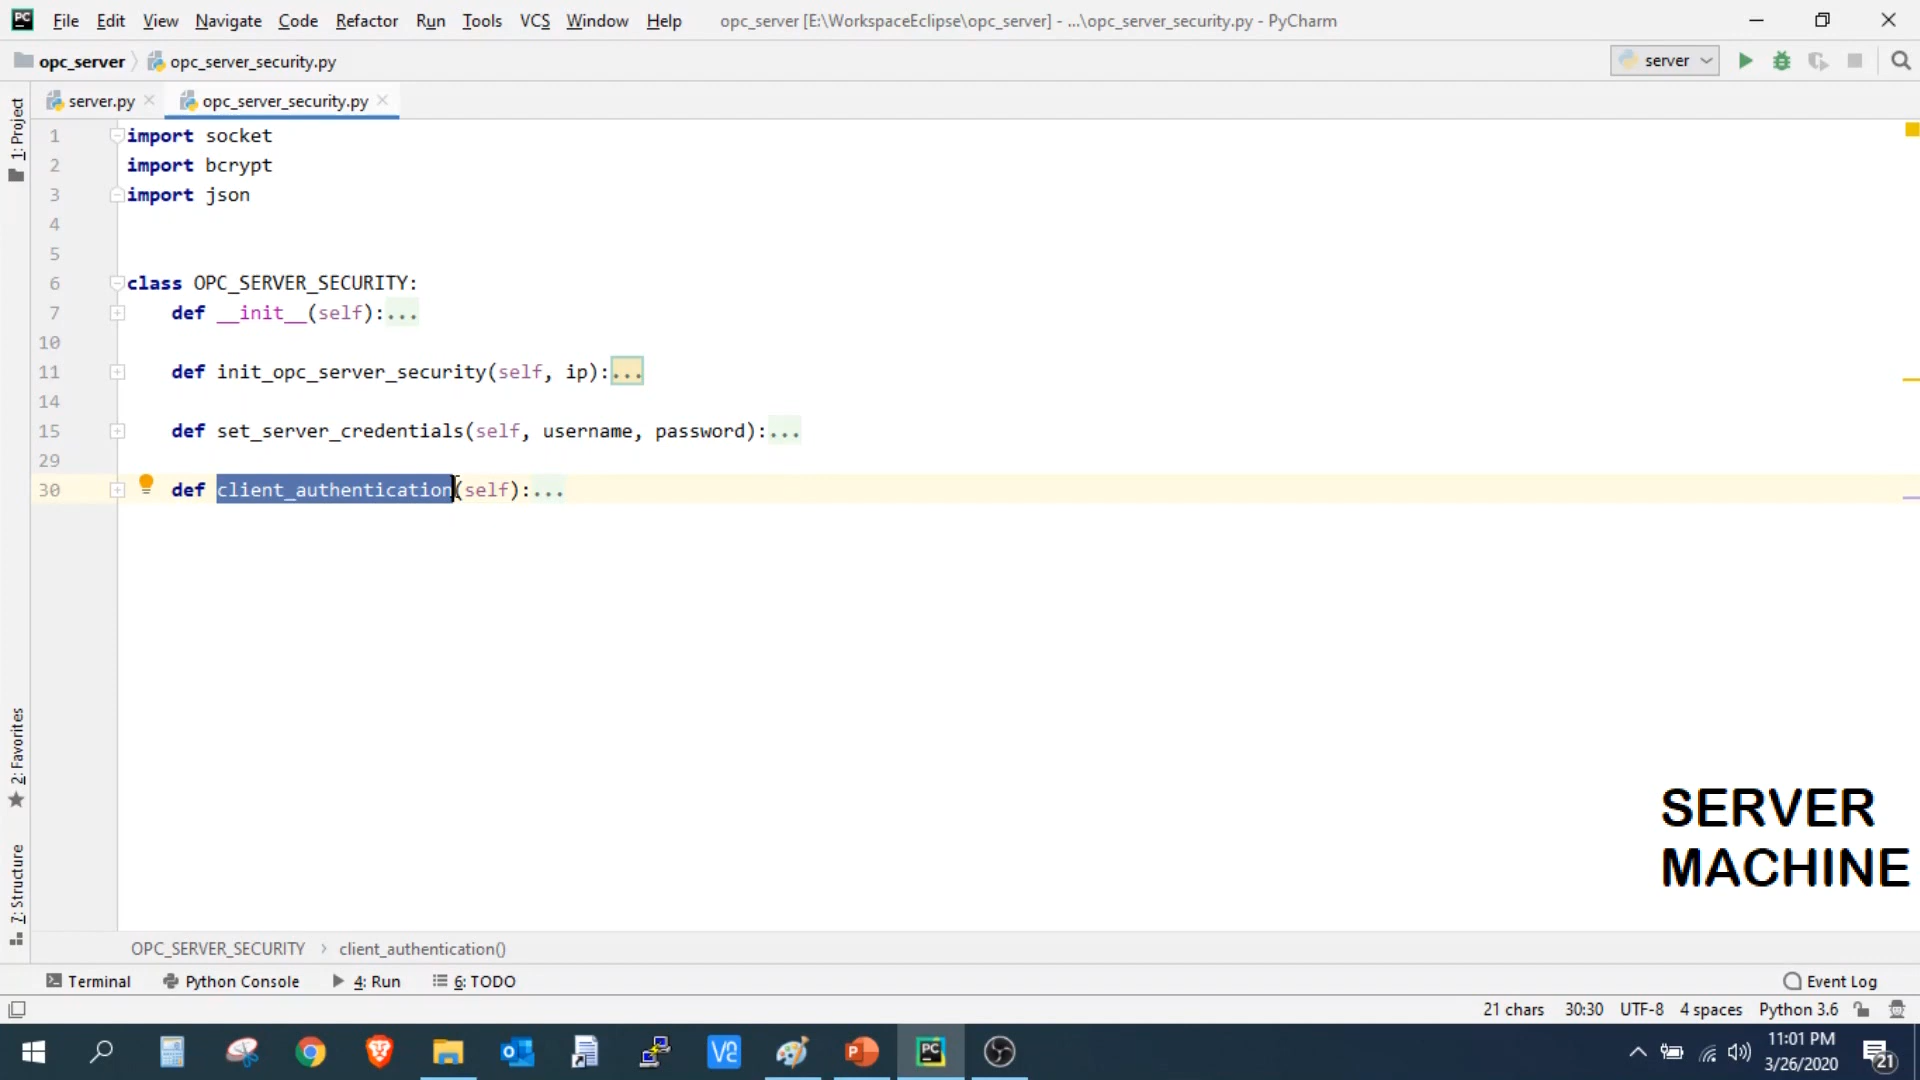 File Edit View Navigate Code Refactor Run Tools VCS Window Help opc_server [E:\WorkspaceEclipse\opc_server] - ...\opc_server_security.py - PyCharm
opc_server opc_server_security.py server
server.py opc_server_security.py
1: Project
1 import socket
2 import bcrypt
3 import json
4
5
6 class OPC_SERVER_SECURITY:
7 def __init__(self):...
10
11 def init_opc_server_security(self, ip):...
14
15 def set_server_credentials(self, username, password):...
29
30 def client_authentication(self):...
2: Favorites
7: Structure
SERVER
MACHINE
OPC_SERVER_SECURITY › client_authentication()
Terminal Python Console 4: Run 6: TODO Event Log
21 chars 30:30 UTF-8 4 spaces Python 3.6
11:01 PM
3/26/2020
21